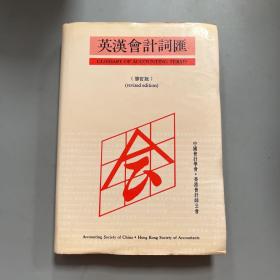 英漢會計詞匯
GLOSSARY OF ACCOUNTING TERMS
(修訂版)
(revised edition)
会
中國會計學會·香港會計師公會
Accounting Society of China • Hong Kong Society of Accountants